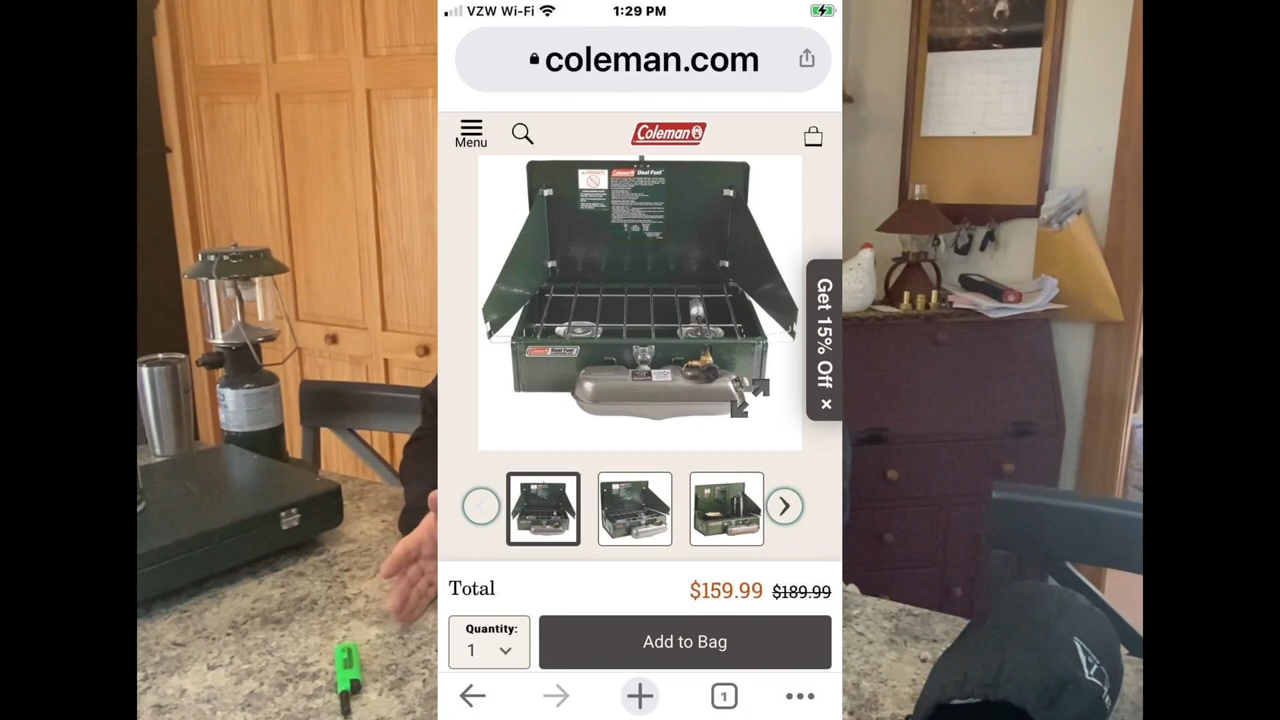 VZW Wi-Fi 1:29 PM
coleman.com
Menu
Coleman
Coleman Dual Fuel
Get 15% Off ×
Total $159.99 $189.99
Quantity:
1
Add to Bag
1